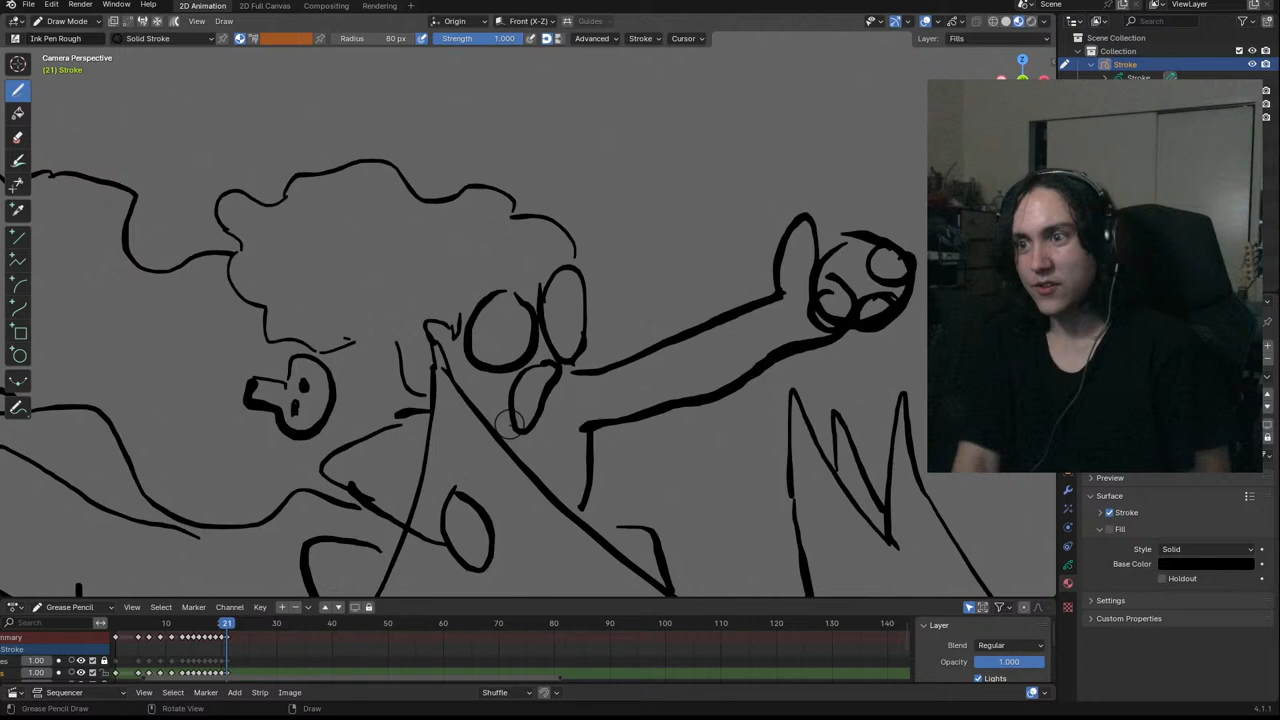 File Edit Render Window Help 2D Animation 2D Full Canvas Compositing Rendering Scene ViewLayer
Draw Mode View Draw Origin Front (X-Z) Guides Search
Ink Pen Rough Solid Stroke Radius 80 px Strength 1.000 Advanced Stroke Cursor Layer: Fills
Scene Collection
Collection
Stroke
Stroke
Camera Perspective
(21) Stroke
Preview
Surface
Stroke
Fill
Style Solid
Base Color
Holdout
Settings
Custom Properties
Grease Pencil View Select Marker Channel Key
Search 10 21 30 40 50 60 70 80 90 100 110 120 130 140
mmary
Stroke
es 1.00
s 1.00
Layer
Blend Regular
Opacity 1.000
Lights
Sequencer View Select Marker Add Strip Image Shuffle
Grease Pencil Draw Rotate View Draw 4.1.1